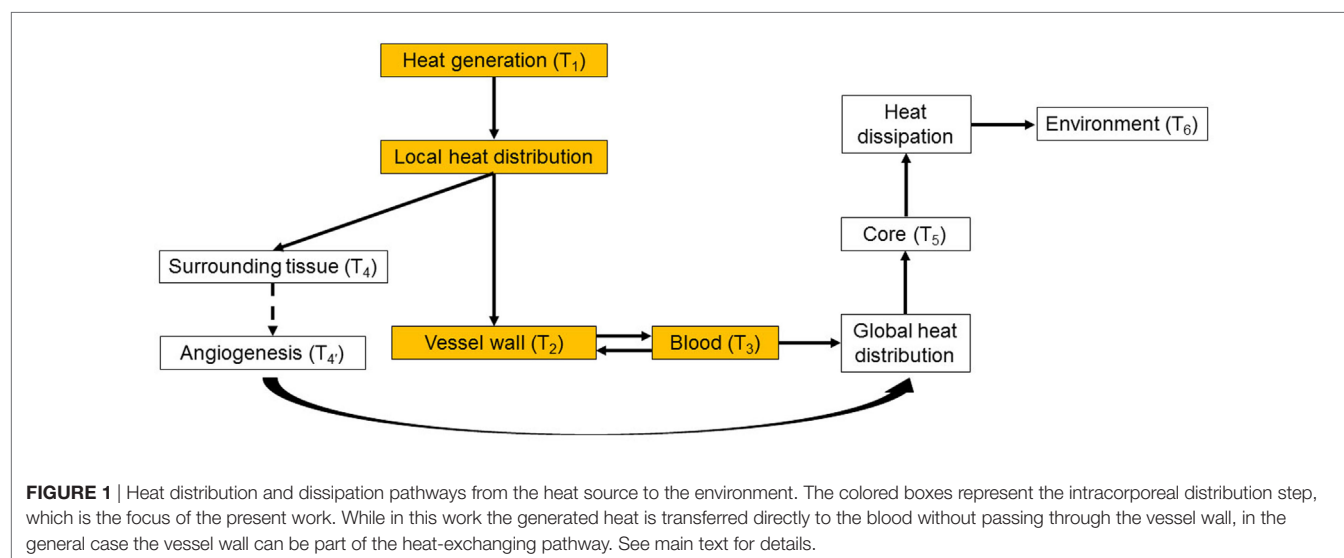 Heat generation (T1)
Local heat distribution
Surrounding tissue (T4)
Angiogenesis (T4')
Vessel wall (T2)
Blood (T3)
Global heat
distribution
Core (T5)
Heat
dissipation
Environment (T6)
FIGURE 1 | Heat distribution and dissipation pathways from the heat source to the environment. The colored boxes represent the intracorporeal distribution step,
which is the focus of the present work. While in this work the generated heat is transferred directly to the blood without passing through the vessel wall, in the
general case the vessel wall can be part of the heat-exchanging pathway. See main text for details.